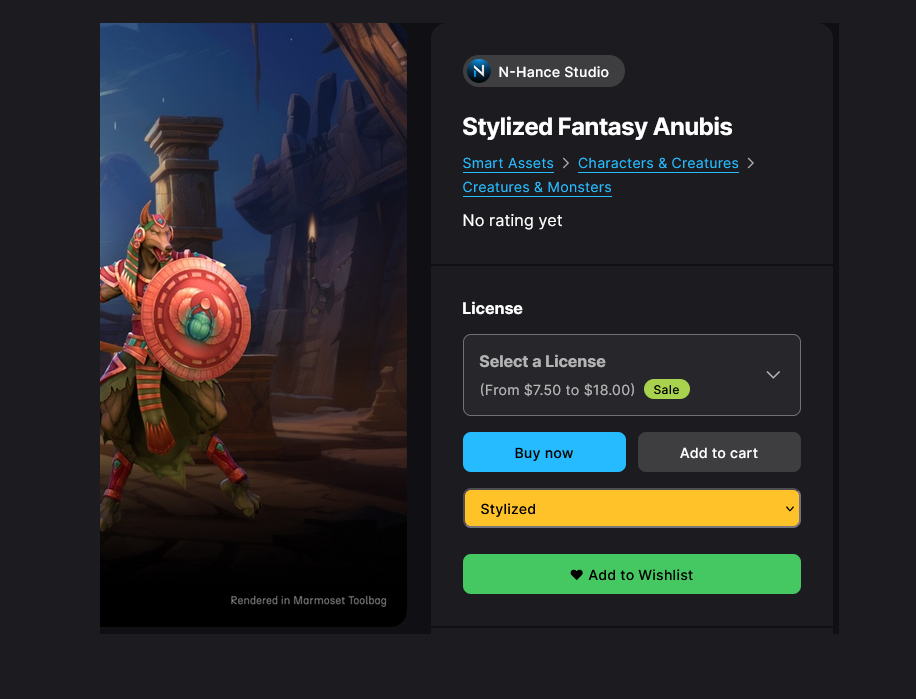 N-Hance Studio
Stylized Fantasy Anubis
Smart Assets > Characters & Creatures >
Creatures & Monsters
No rating yet
License
Select a License
(From $7.50 to $18.00) Sale
Buy now Add to cart
Stylized
♥ Add to Wishlist
Rendered in Marmoset Toolbag